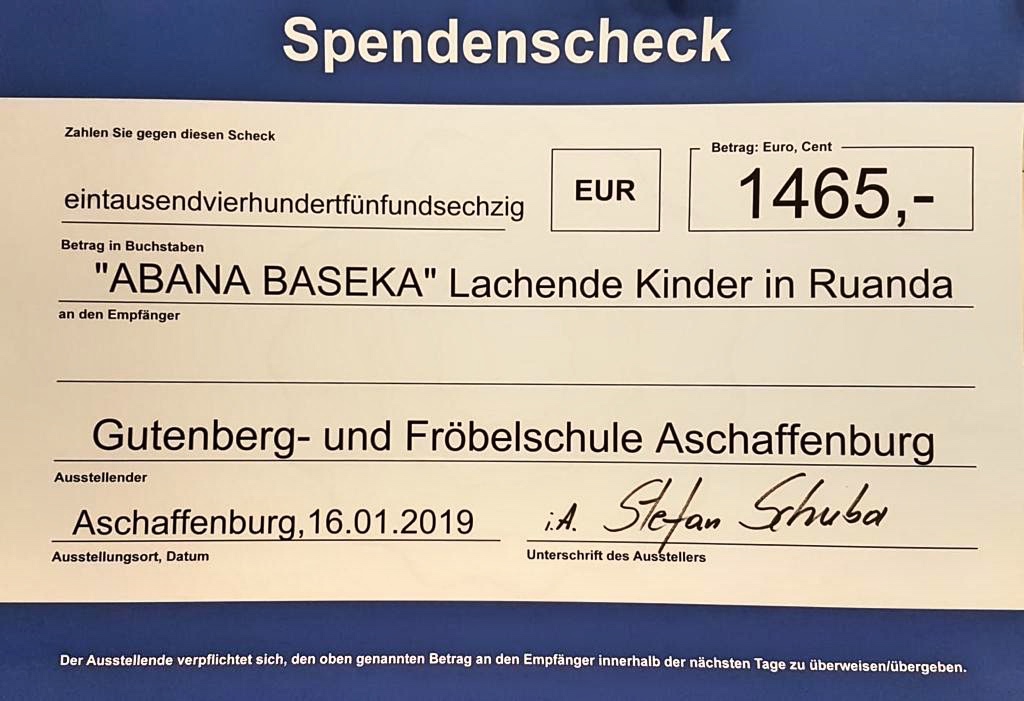 Spendenscheck
Zahlen Sie gegen diesen Scheck
Betrag: Euro, Cent
eintausendvierhundertfünfundsechzig
EUR
1465,-
Betrag in Buchstaben
"ABANA BASEKA" Lachende Kinder in Ruanda
an den Empfänger
Gutenberg- und Fröbelschule Aschaffenburg
Ausstellender
Aschaffenburg,16.01.2019
i.A. Stefan Schuba
Ausstellungsort, Datum
Unterschrift des Ausstellers
Der Ausstellende verpflichtet sich, den oben genannten Betrag an den Empfänger innerhalb der nächsten Tage zu überweisen/übergeben.